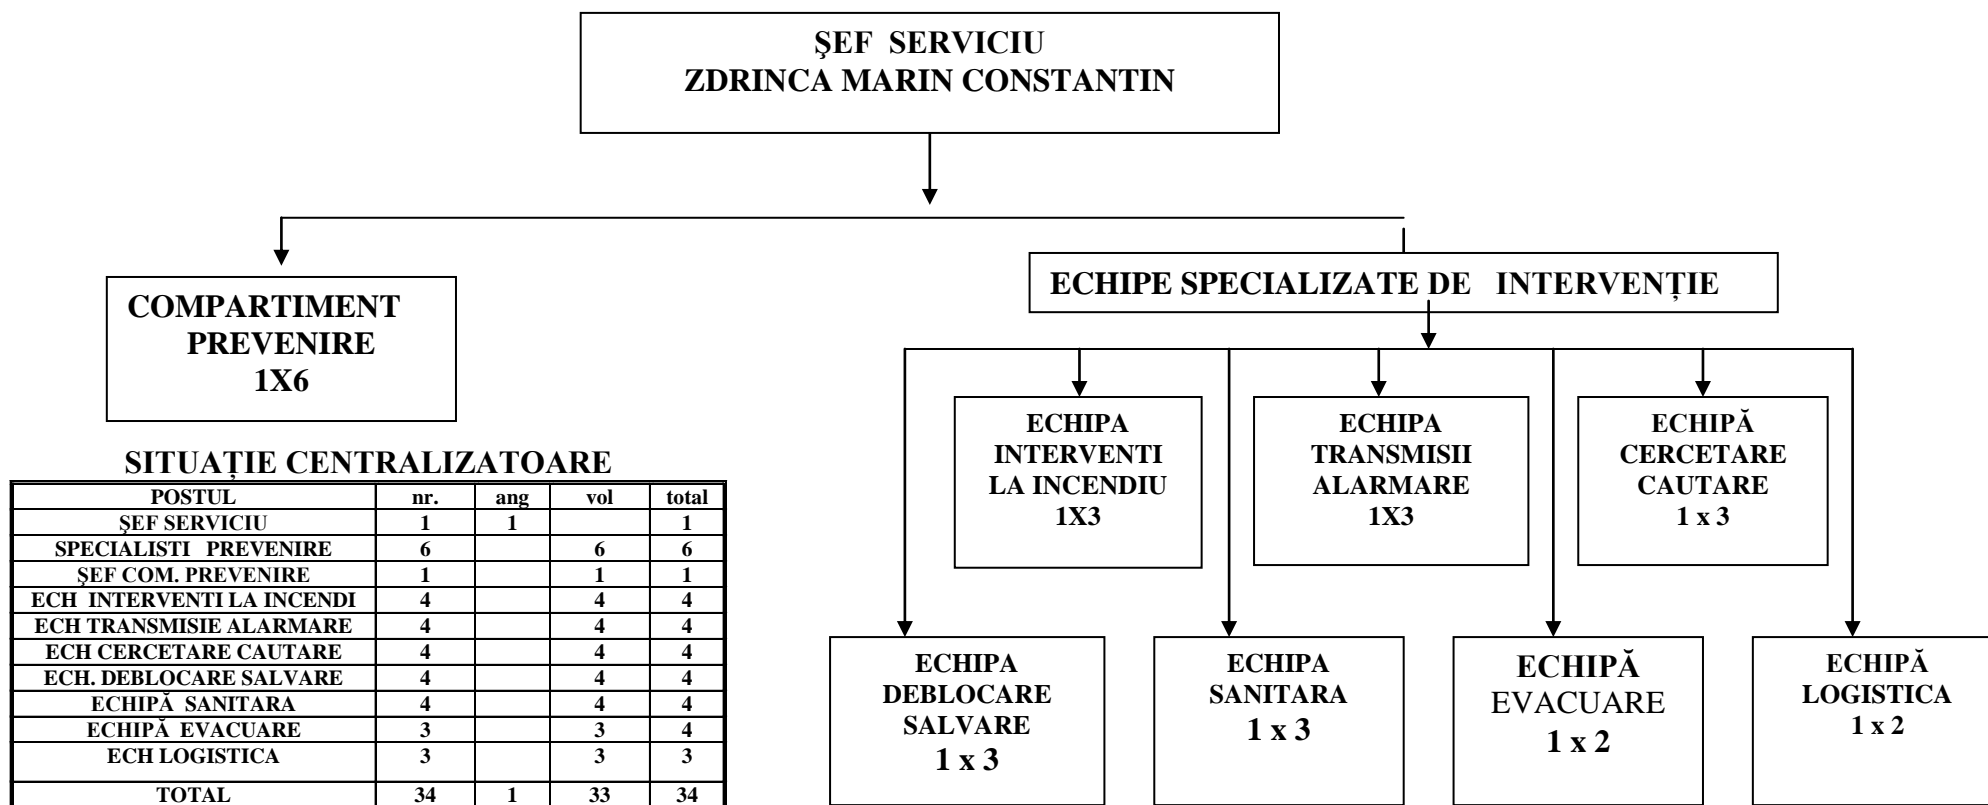 ŞEF SERVICIU
ZDRINCA MARIN CONSTANTIN
COMPARTIMENT
PREVENIRE
1X6
ECHIPE SPECIALIZATE DE INTERVENȚIE
ECHIPA
INTERVENTI
LA INCENDIU
1X3
ECHIPA
TRANSMISII
ALARMARE
1X3
ECHIPĂ
CERCETARE
CAUTARE
1 x 3
ECHIPA
DEBLOCARE
SALVARE
1 x 3
ECHIPA
SANITARA
1 x 3
ECHIPĂ
EVACUARE
1 x 2
ECHIPĂ
LOGISTICA
1 x 2
SITUAȚIE CENTRALIZATOARE
POSTUL nr. ang vol total
ŞEF SERVICIU 1 1 1
SPECIALISTI PREVENIRE 6 6 6
ŞEF COM. PREVENIRE 1 1 1
ECH INTERVENTI LA INCENDI 4 4 4
ECH TRANSMISIE ALARMARE 4 4 4
ECH CERCETARE CAUTARE 4 4 4
ECH. DEBLOCARE SALVARE 4 4 4
ECHIPĂ SANITARA 4 4 4
ECHIPĂ EVACUARE 3 3 4
ECH LOGISTICA 3 3 3
TOTAL 34 1 33 34